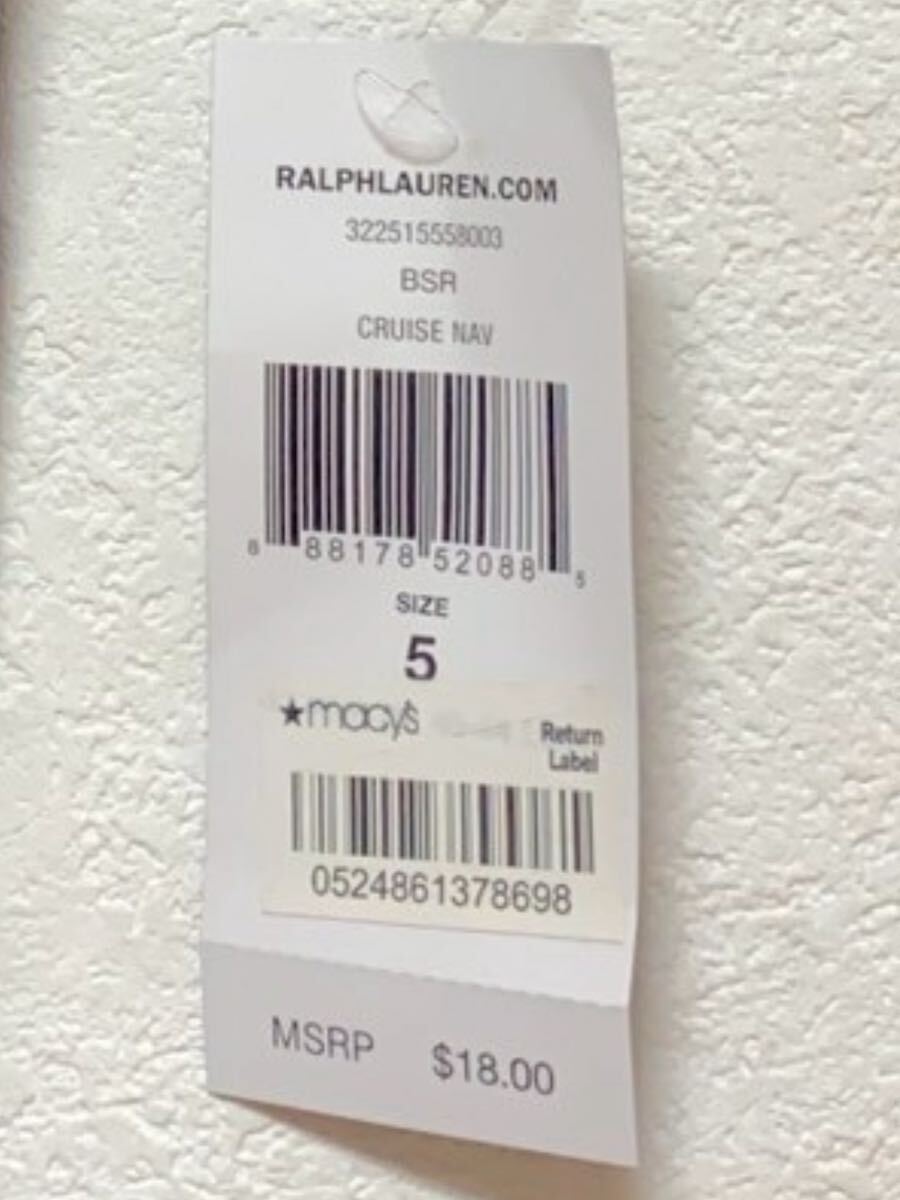 RALPHLAUREN.COM
322515558003
BSR
CRUISE NAV
8 88178 52088 5
SIZE
5
★macy's
Return
Label
0524861378698
MSRP $18.00